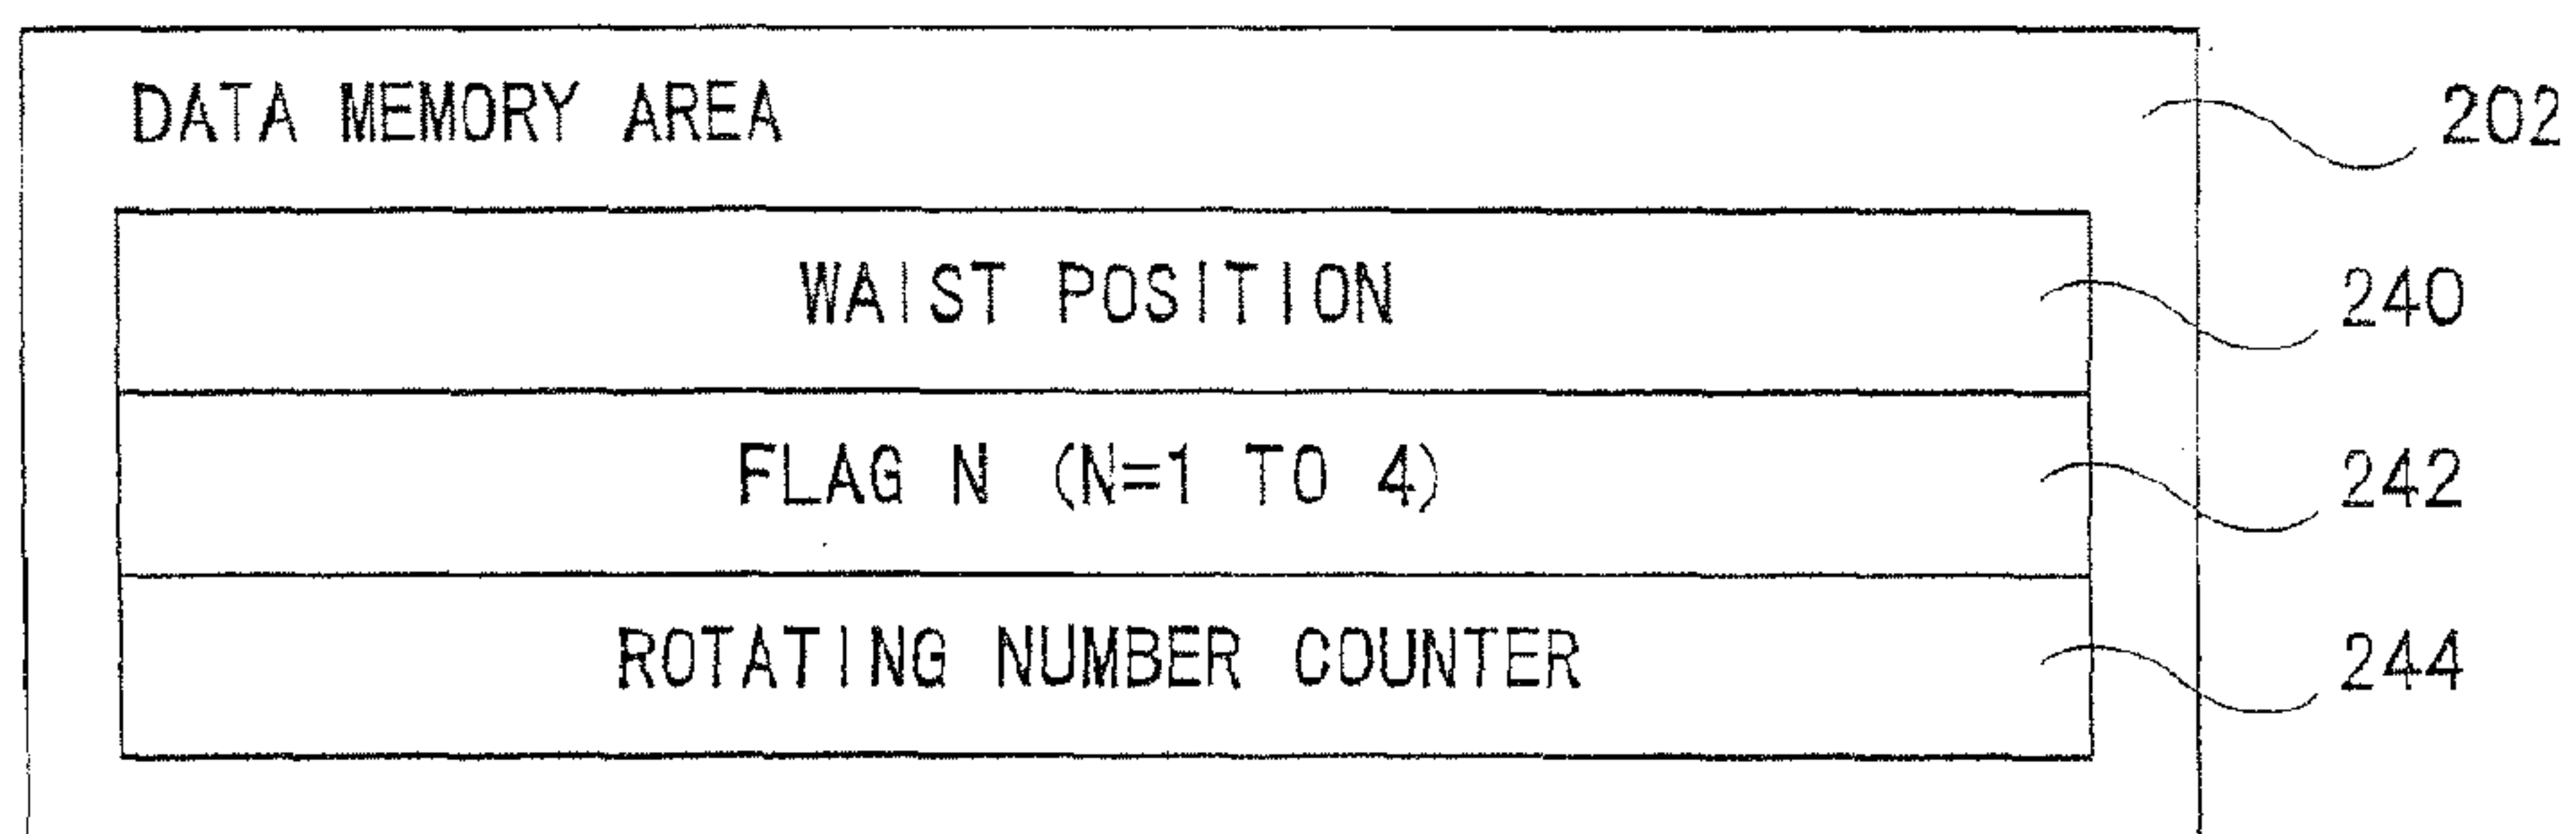 DATA MEMORY AREA 202
WAIST POSITION 240
FLAG N (N=1 TO 4) 242
ROTATING NUMBER COUNTER 244